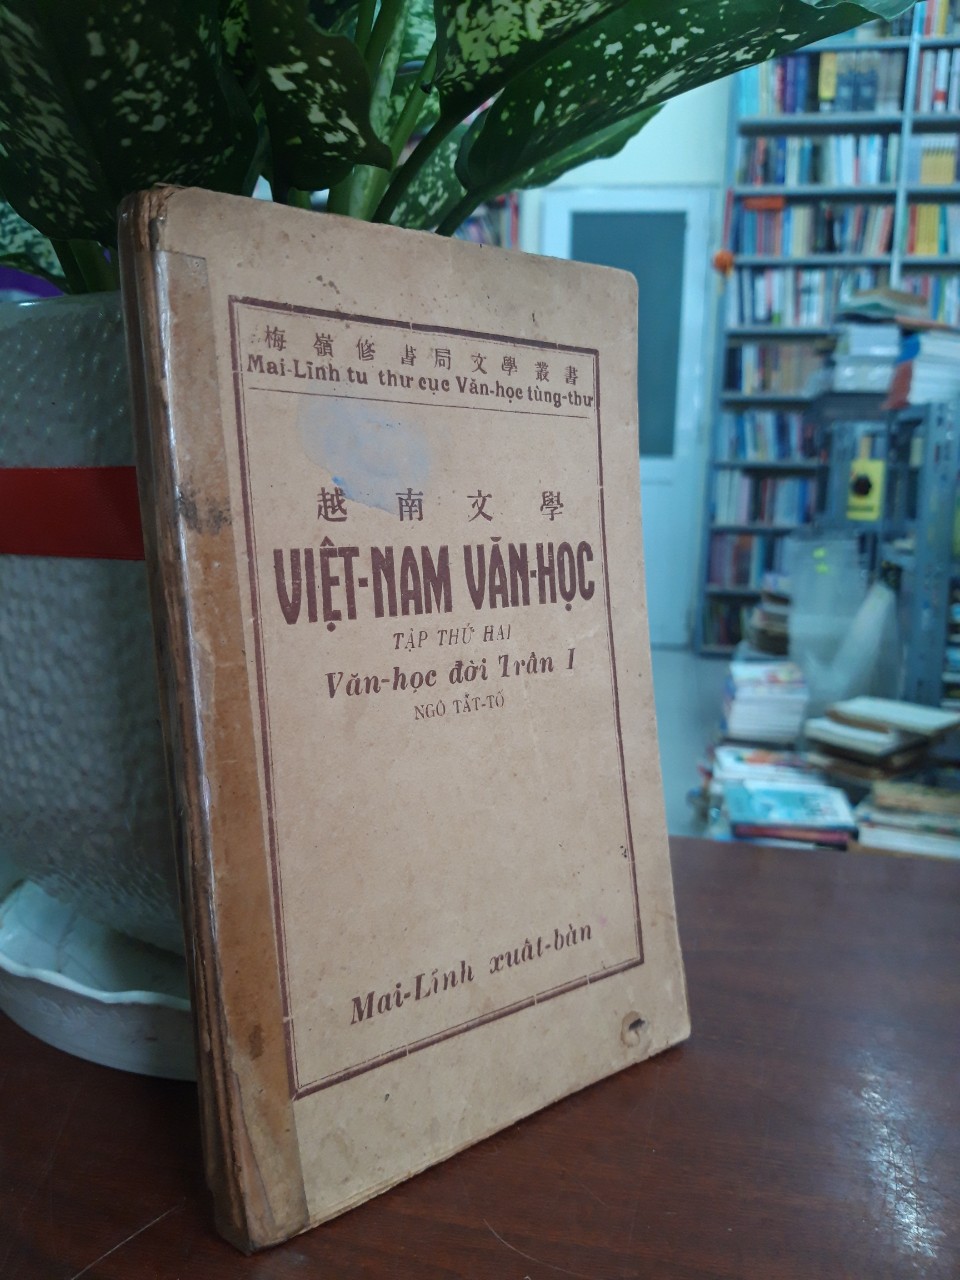 梅嶺修書局文學叢書
Mai-Lĩnh tu thư cục Văn-học tùng-thư
越南文學
VIỆT-NAM VĂN-HỌC
TẬP THỨ HAI
Văn-học đời Trần I
NGÔ TẤT-TỐ
Mai-Lĩnh xuất-bản